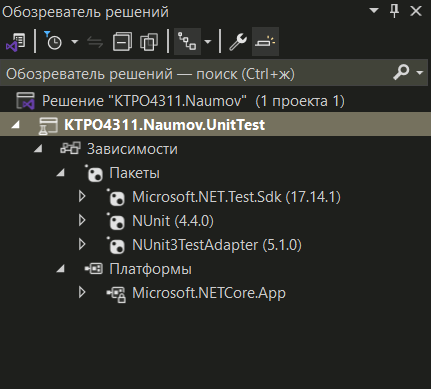 Обозреватель решений
Обозреватель решений — поиск (Ctrl+ж)
Решение "KTPO4311.Naumov" (1 проекта 1)
KTPO4311.Naumov.UnitTest
Зависимости
Пакеты
Microsoft.NET.Test.Sdk (17.14.1)
NUnit (4.4.0)
NUnit3TestAdapter (5.1.0)
Платформы
Microsoft.NETCore.App